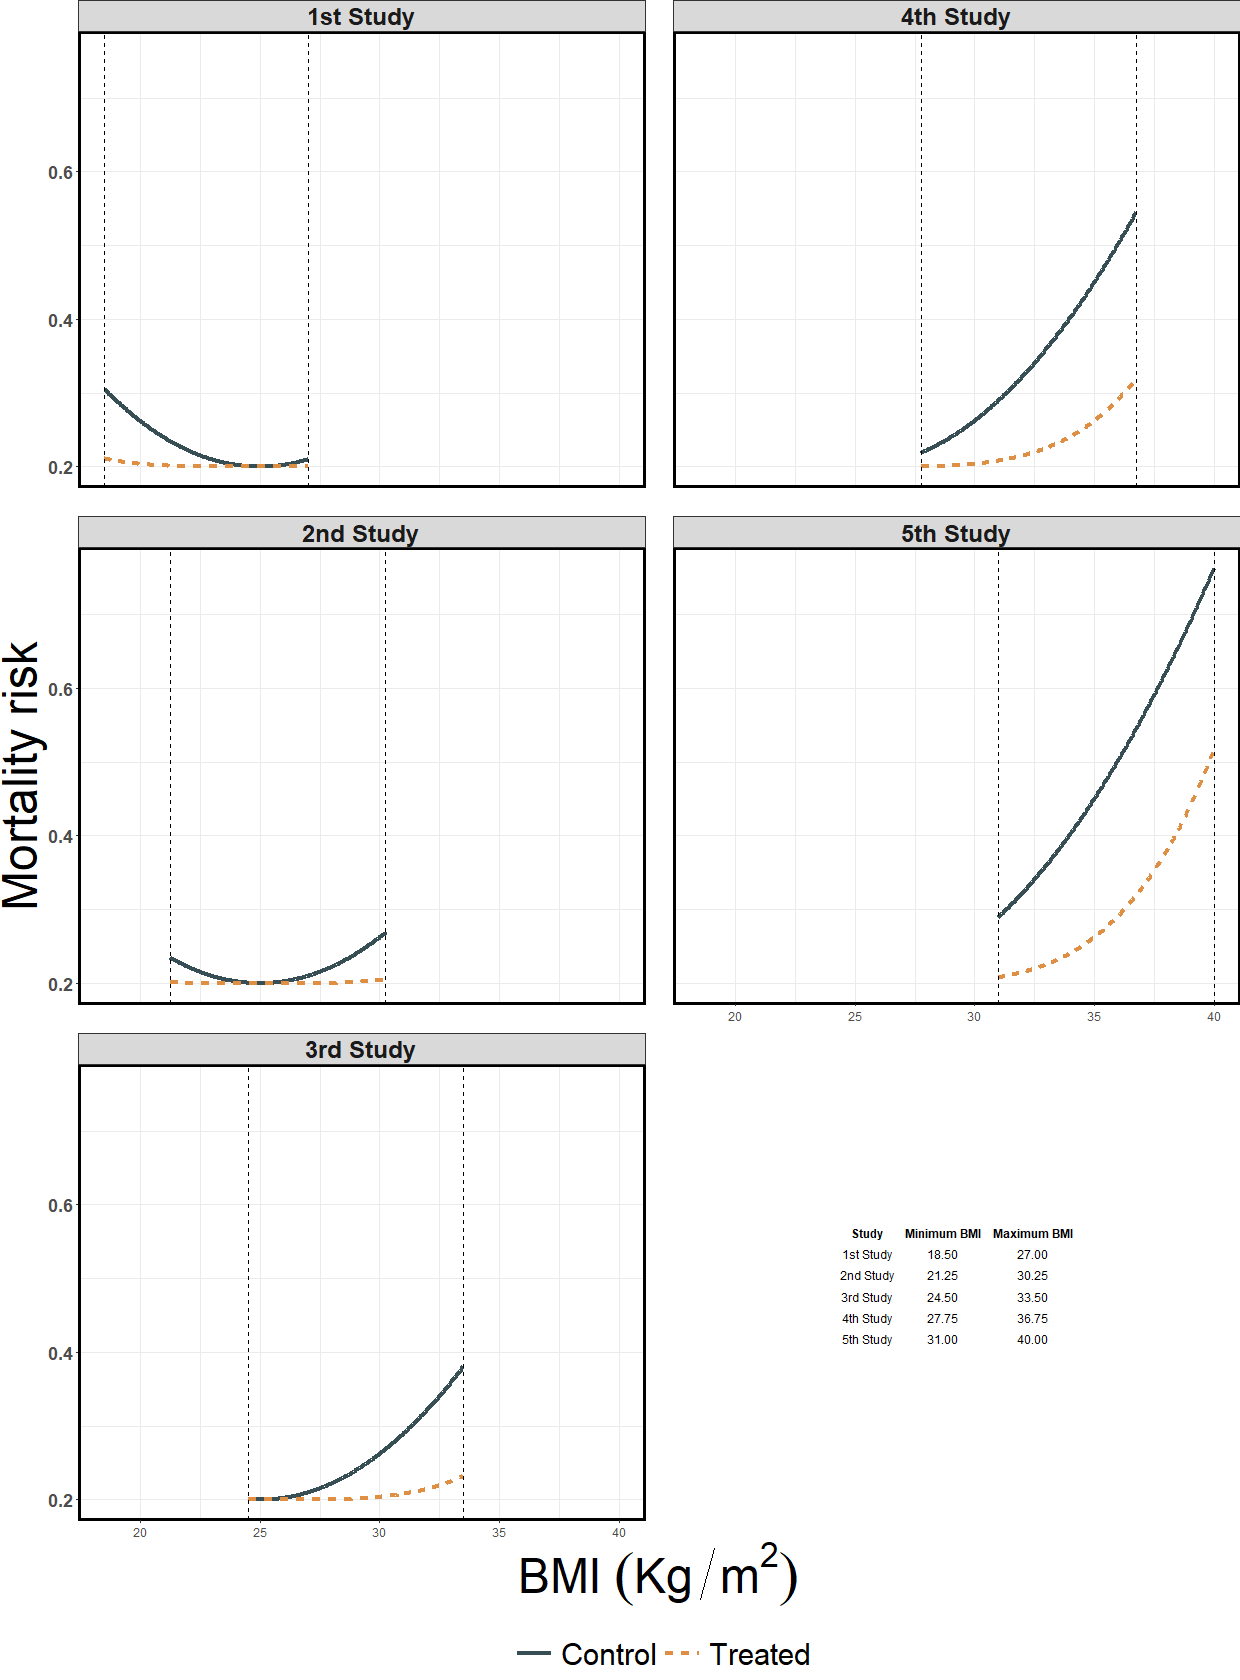 1st Study
4th Study
0.6
0.4
0.2
2nd Study
5th Study
Mortality risk
0.6
0.4
0.2
20 25 30 35 40
3rd Study
0.6
0.4
0.2
20 25 30 35 40
Study Minimum BMI Maximum BMI
1st Study 18.50 27.00
2nd Study 21.25 30.25
3rd Study 24.50 33.50
4th Study 27.75 36.75
5th Study 31.00 40.00
BMI (Kg/m²)
Control Treated